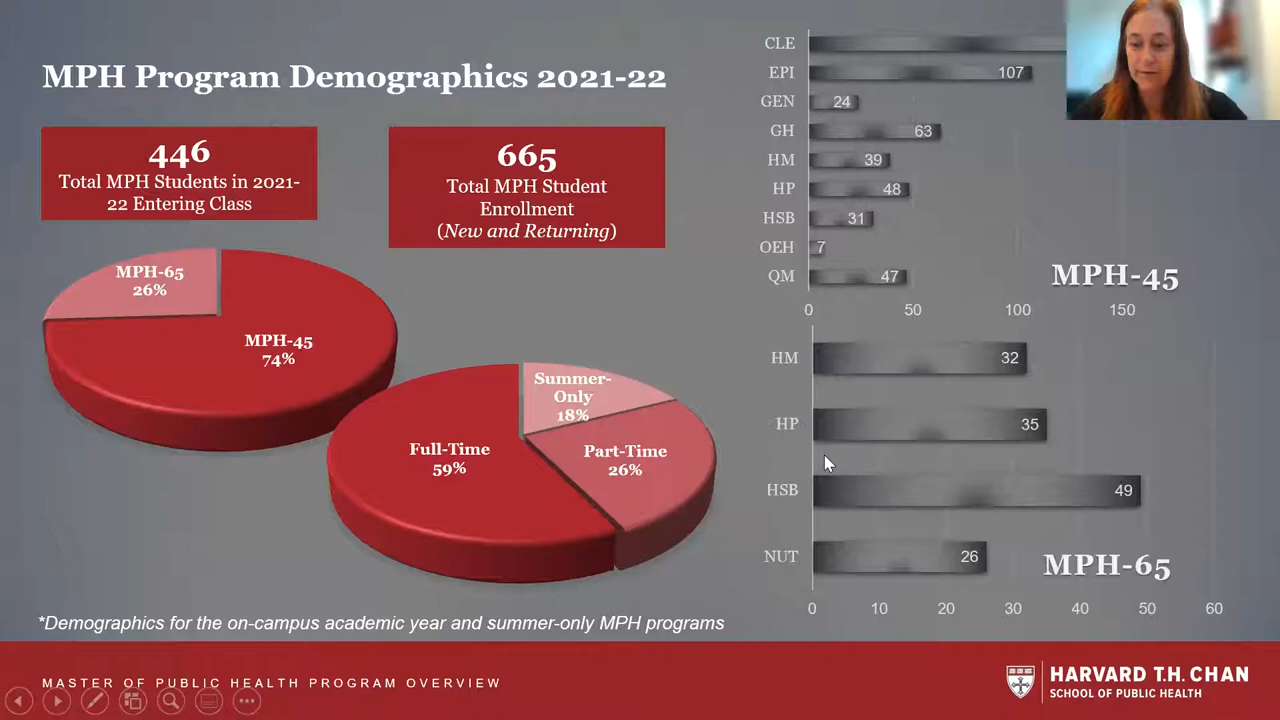 MPH Program Demographics 2021-22
446
Total MPH Students in 2021-
22 Entering Class
665
Total MPH Student
Enrollment
(New and Returning)
MPH-65
26%
MPH-45
74%
Summer-
Only
18%
Full-Time
59%
Part-Time
26%
*Demographics for the on-campus academic year and summer-only MPH programs
CLE
EPI 107
GEN 24
GH 63
HM 39
HP 48
HSB 31
OEH 7
QM 47
MPH-45
0 50 100 150
HM 32
HP 35
HSB 49
NUT 26
MPH-65
0 10 20 30 40 50 60
MASTER OF PUBLIC HEALTH PROGRAM OVERVIEW
HARVARD T.H. CHAN
SCHOOL OF PUBLIC HEALTH